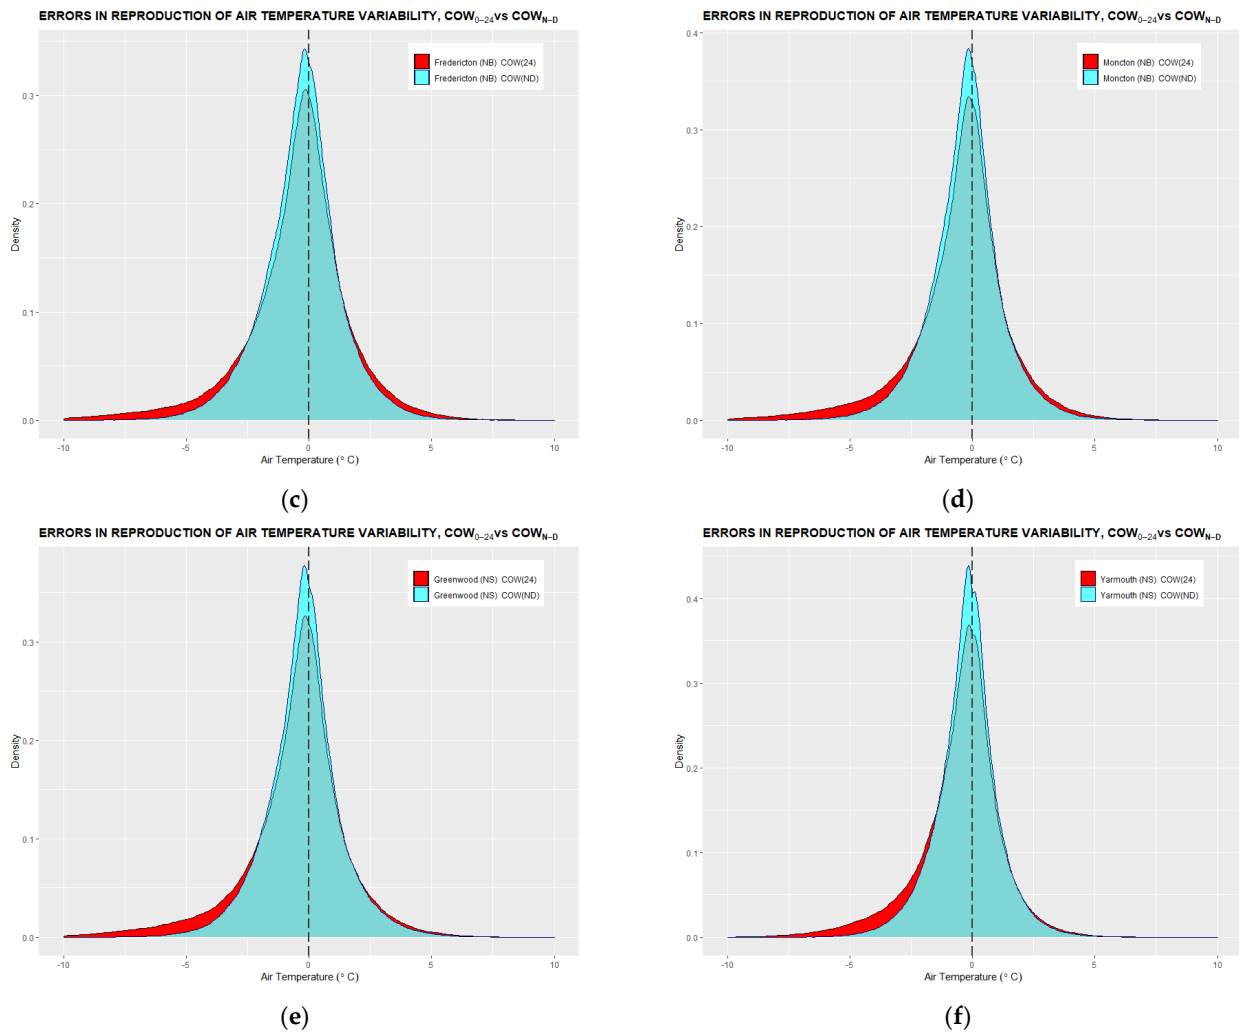 ERRORS IN REPRODUCTION OF AIR TEMPERATURE VARIABILITY, COW0–24vs COWN–D
Fredericton (NB) COW(24)
Fredericton (NB) COW(ND)
Density
0.3
0.2
0.1
0.0
-10 -5 0 5 10
Air Temperature (° C)
(c)
ERRORS IN REPRODUCTION OF AIR TEMPERATURE VARIABILITY, COW0–24vs COWN–D
Moncton (NB) COW(24)
Moncton (NB) COW(ND)
Density
0.4
0.3
0.2
0.1
0.0
-10 -5 0 5 10
Air Temperature (° C)
(d)
ERRORS IN REPRODUCTION OF AIR TEMPERATURE VARIABILITY, COW0–24vs COWN–D
Greenwood (NS) COW(24)
Greenwood (NS) COW(ND)
Density
0.3
0.2
0.1
0.0
-10 -5 0 5 10
Air Temperature (° C)
(e)
ERRORS IN REPRODUCTION OF AIR TEMPERATURE VARIABILITY, COW0–24vs COWN–D
Yarmouth (NS) COW(24)
Yarmouth (NS) COW(ND)
Density
0.4
0.3
0.2
0.1
0.0
-10 -5 0 5 10
Air Temperature (° C)
(f)